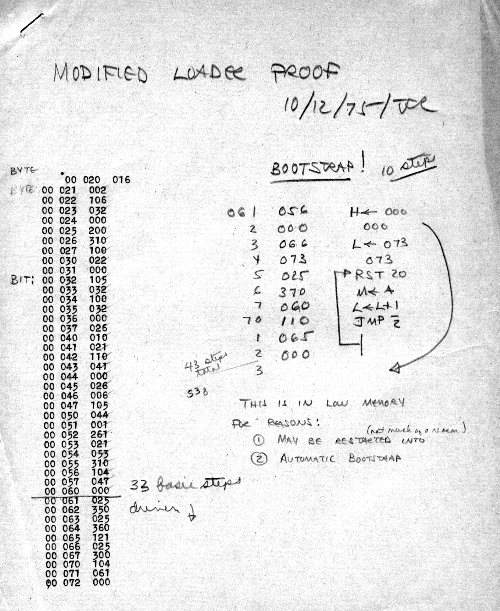 MODIFIED LOADER PROOF
10/12/75/
BOOTSTRAP! 10 steps
BYTE
00 020 016
BYTE 00 021 002
00 022 106
00 023 032
00 024 000
00 025 200
00 026 310
00 027 100
00 030 022
00 031 000
BIT: 00 032 105
00 033 032
00 034 100
00 035 032
00 036 000
00 037 026
00 040 010
00 041 021
00 042 110
00 043 041
00 044 000
00 045 026
00 046 006
00 047 105
00 050 044
00 051 001
00 052 261
00 053 021
00 054 053
00 055 310
00 056 104
00 057 047
00 060 000
00 061 025
00 062 350
00 063 025
00 064 360
00 065 121
00 066 025
00 067 300
00 070 104
00 071 061
00 072 000
33 basic steps
driver ↓
061 056 H← 000
2 000 000
3 066 L← 073
4 073 073
5 025 RST 20
6 370 M← A
7 060 L←L+1
70 110 JMP Z
1 065
2 000
3
43 steps
total
538
THIS IS IN LOW MEMORY
FOR REASONS:
(not much of a reason)
① MAY BE RESTARTED INTO
② AUTOMATIC BOOTSTRAP